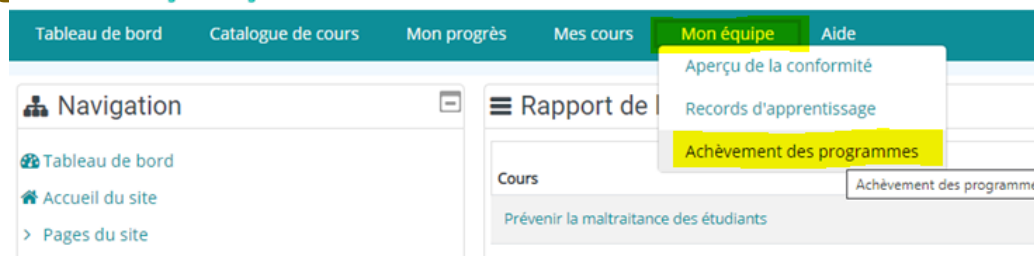 Tableau de bord Catalogue de cours Mon progrès Mes cours Mon équipe Aide
Aperçu de la conformité
Records d'apprentissage
Achèvement des programmes
Achèvement des programme
Navigation
Tableau de bord
Accueil du site
Pages du site
Rapport de
Cours
Prévenir la maltraitance des étudiants